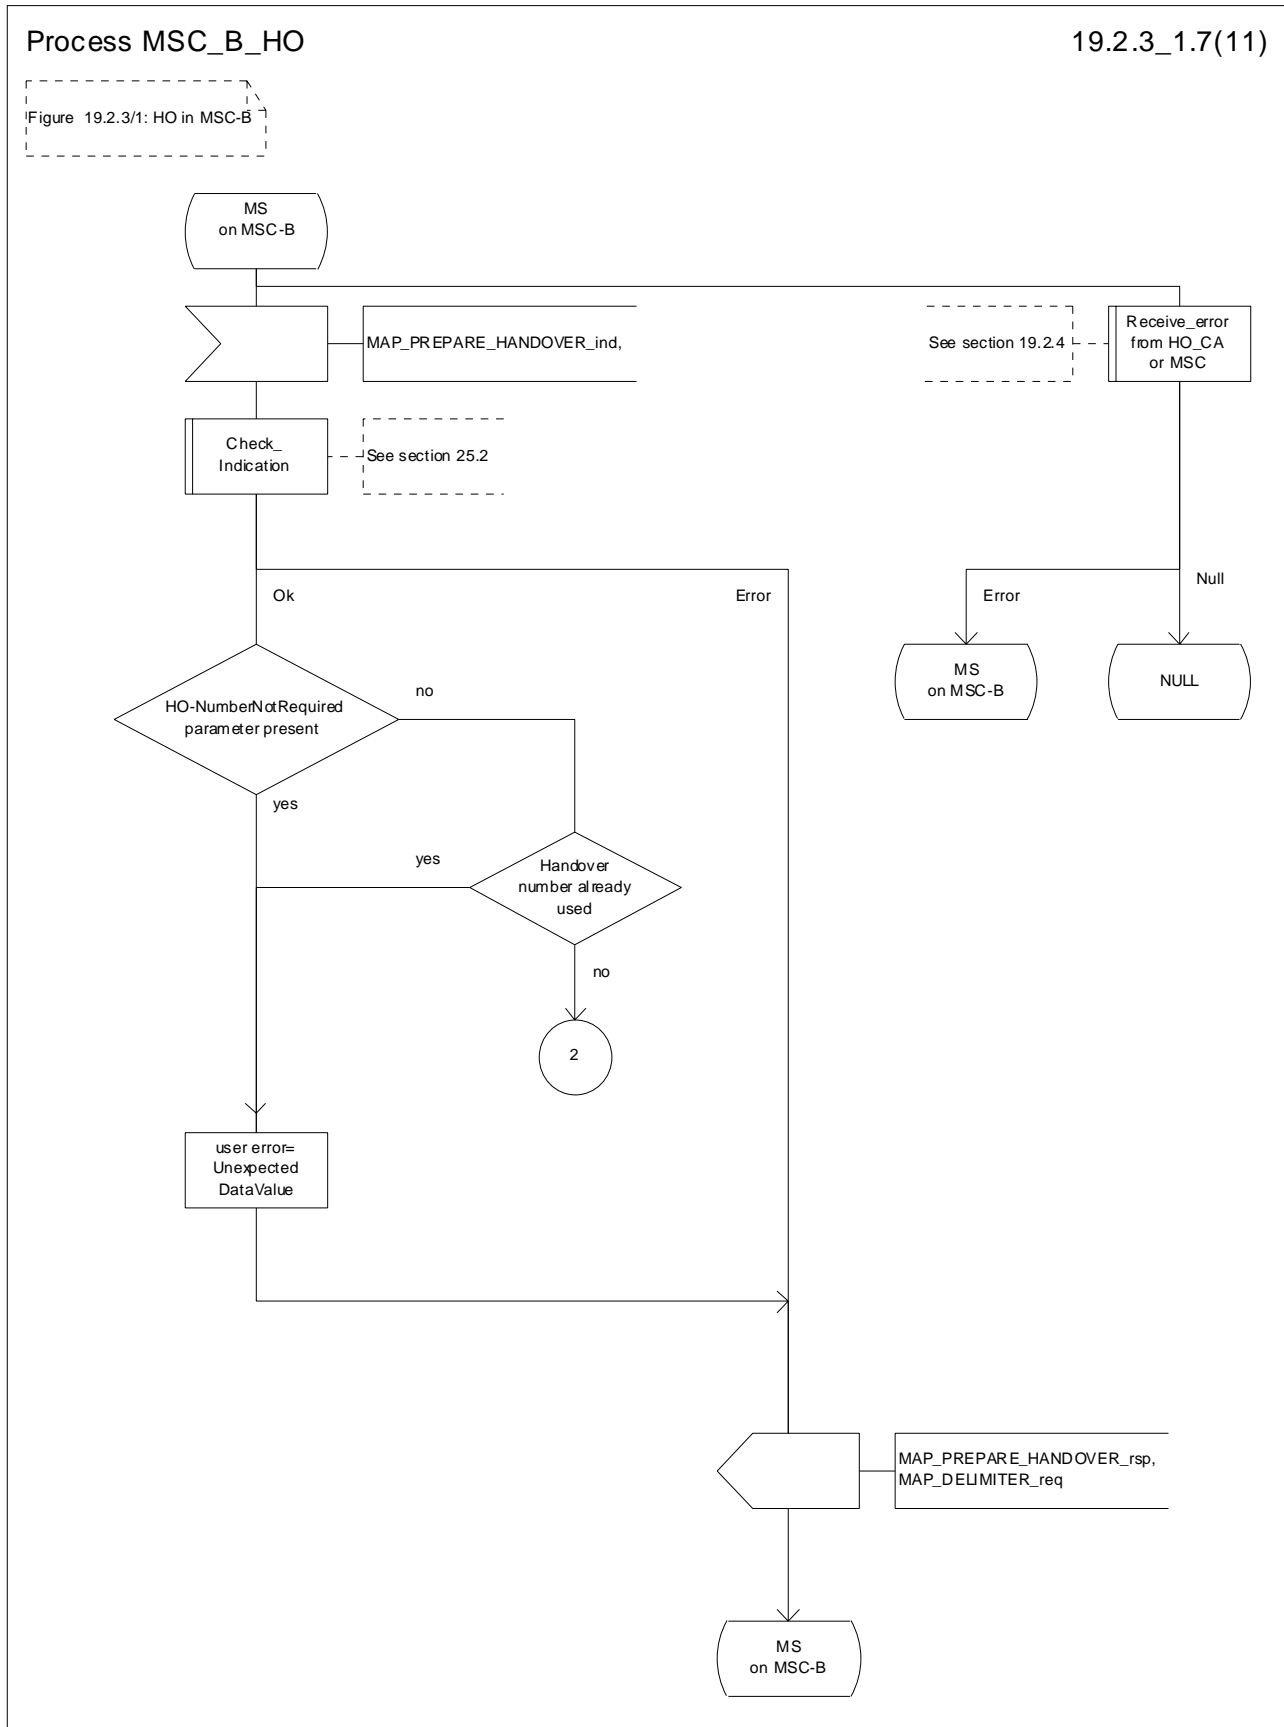 Process MSC_B_HO
19.2.3_1.7(11)
Figure 19.2.3/1: HO in MSC-B
MS
on MSC-B
MAP_PREPARE_HANDOVER_ind,
See section 19.2.4
Receive_error
from HO_CA
or MSC
Check_
Indication
See section 25.2
Ok
Error
Error
Null
MS
on MSC-B
NULL
HO-NumberNotRequired
parameter present
no
yes
yes
Handover
number already
used
no
2
user error=
Unexpected
DataValue
MAP_PREPARE_HANDOVER_rsp,
MAP_DELIMITER_req
MS
on MSC-B